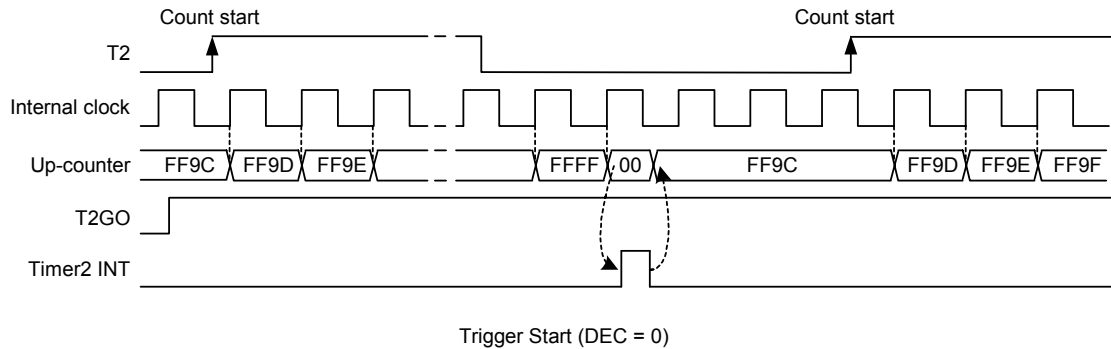 Count start Count start
T2
Internal clock
Up-counter FF9C FF9D FF9E FFFF 00 FF9C FF9D FF9E FF9F
T2GO
Timer2 INT
Trigger Start (DEC = 0)